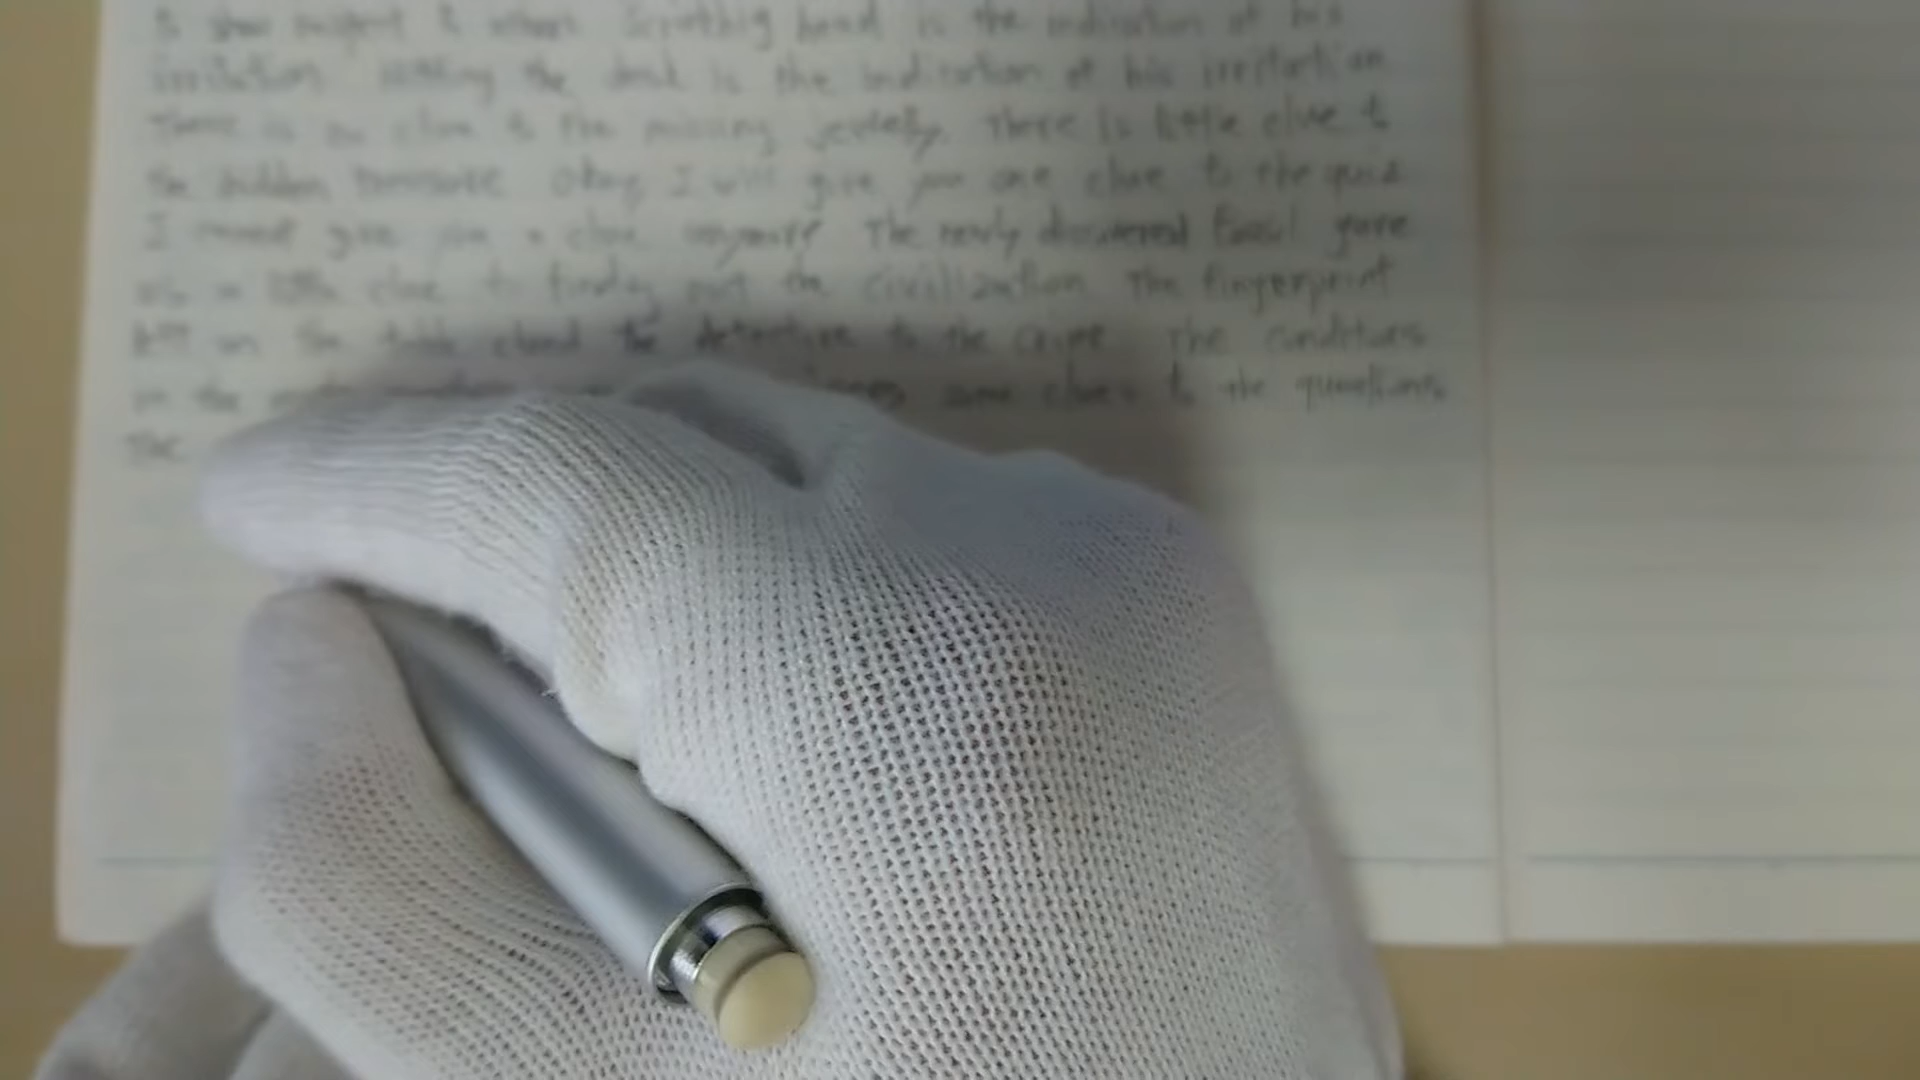 to show respect to others Scratching head is the indication of his
irritation. Hitting the desk is the indication of his irritation
There is no clue to the missing jewelry. There is little clue to
the hidden treasure Okay I will give you one clue to the quiz
I cannot give you a clue anymore The newly discovered fossil gave
us a little clue to finding out the civilization The fingerprint
left on the table clued the detective to the crime The conditions
in the some clues to the questions.
The